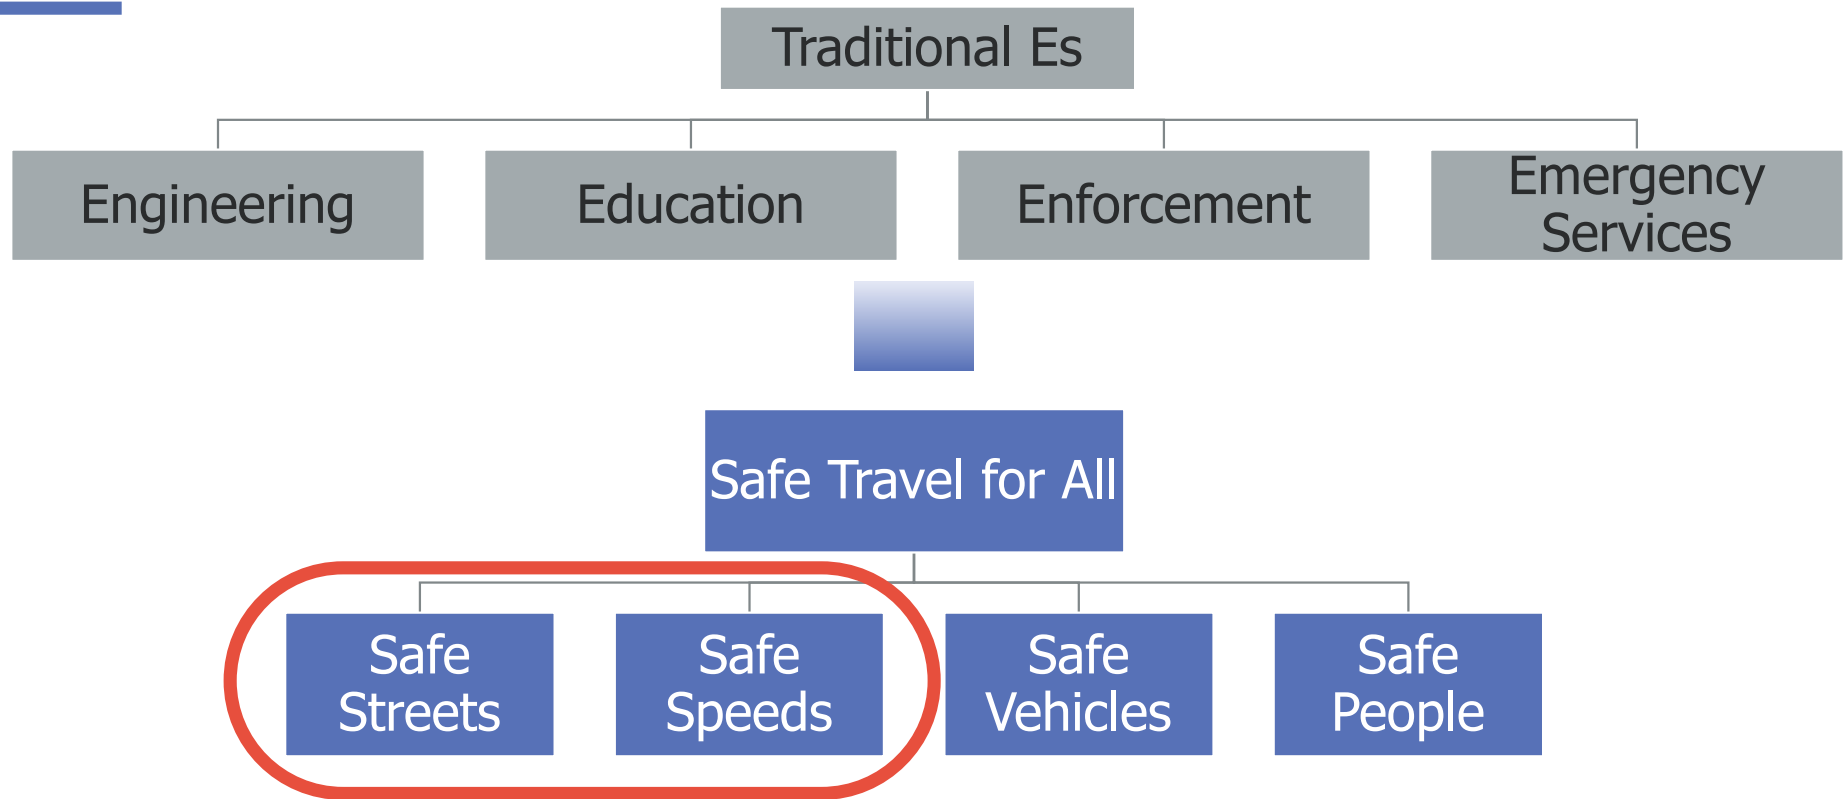 Traditional Es
Engineering
Education
Enforcement
Emergency
Services
Safe Travel for All
Safe
Streets
Safe
Speeds
Safe
Vehicles
Safe
People